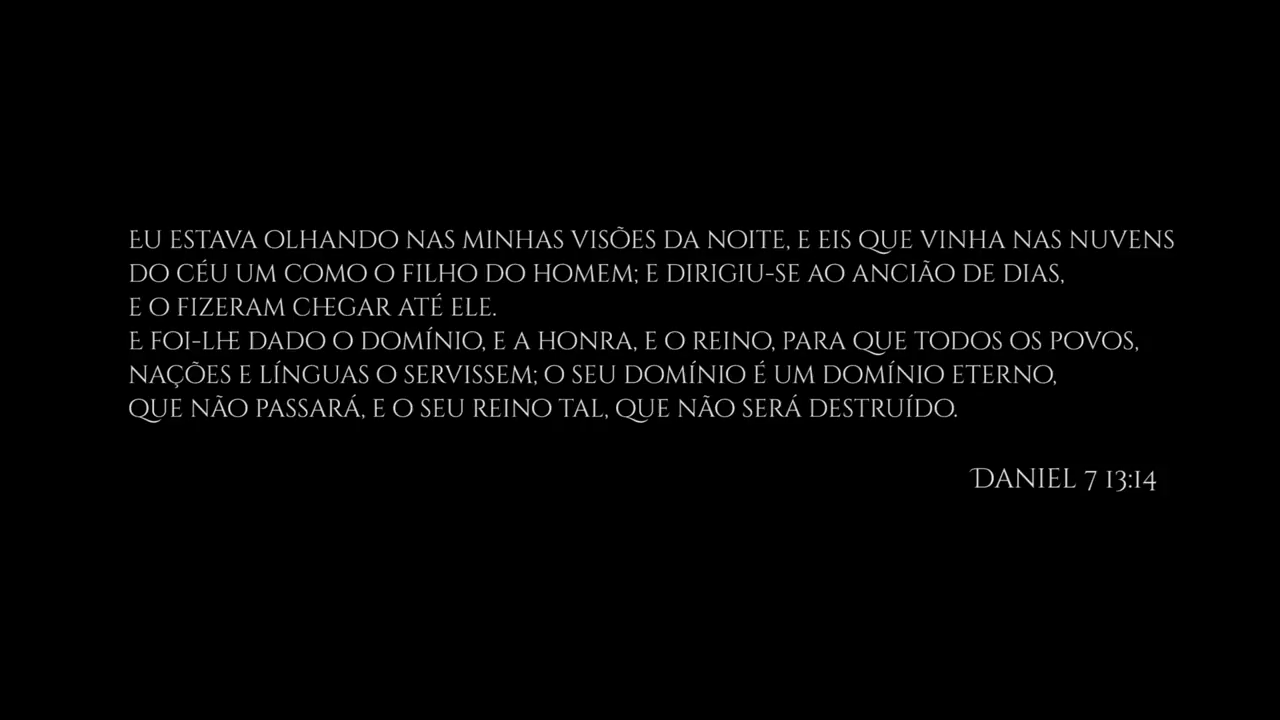 Eu estava olhando nas minhas visões da noite, e eis que vinha nas nuvens
do céu um como o filho do homem; e dirigiu-se ao ancião de dias,
e o fizeram chegar até ele.
E foi-lhe dado o domínio, e a honra, e o reino, para que todos os povos,
nações e línguas o servissem; o seu domínio é um domínio eterno,
que não passará, e o seu reino tal, que não será destruído.
Daniel 7 13:14